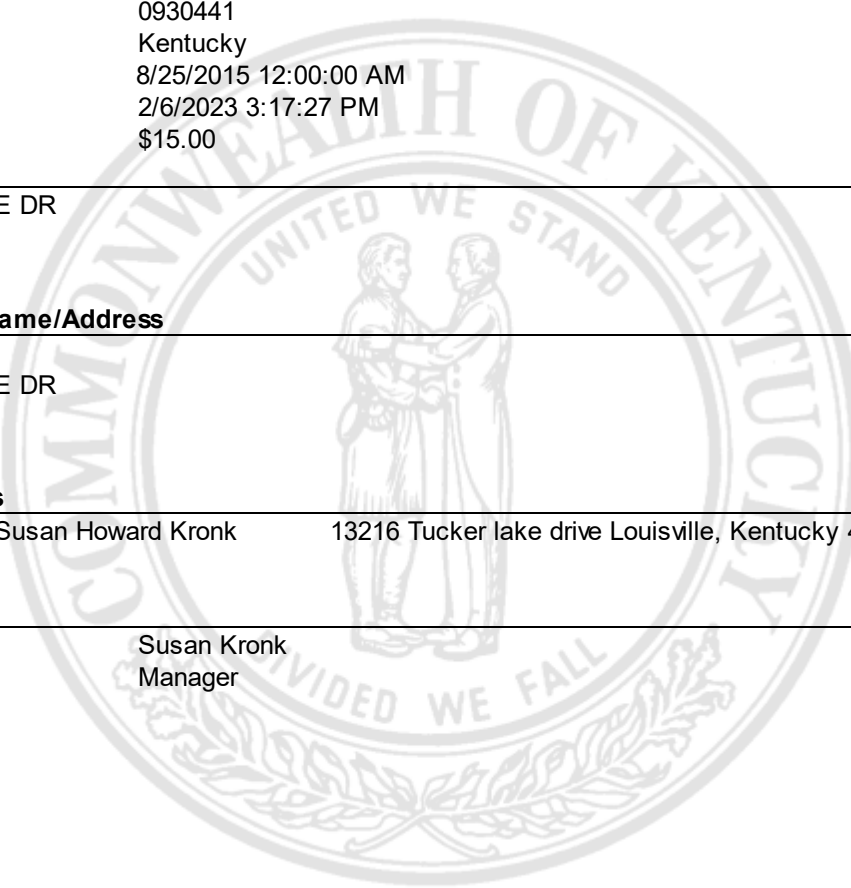 0930441
Kentucky
8/25/2015 12:00:00 AM
2/6/2023 3:17:27 PM
$15.00
E DR
ame/Address
E DR
s
Susan Howard Kronk 13216 Tucker lake drive Louisville, Kentucky 4
Susan Kronk
Manager
COMMONWEALTH OF KENTUCKY
UNITED WE STAND
DIVIDED WE FALL